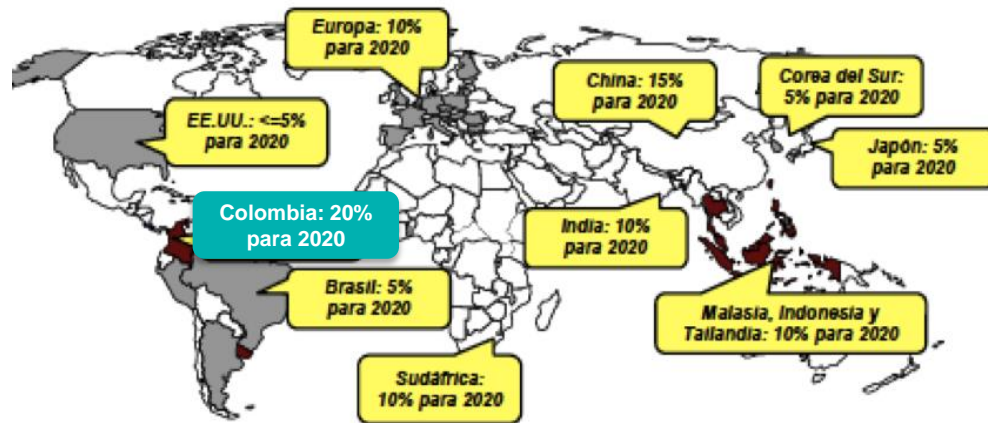 Europa: 10%
para 2020
China: 15%
para 2020
Corea del Sur:
5% para 2020
EE.UU.: <=5%
para 2020
Japón: 5%
para 2020
Colombia: 20%
para 2020
India: 10%
para 2020
Brasil: 5%
para 2020
Malasia, Indonesia y
Tailandia: 10% para 2020
Sudáfrica:
10% para 2020